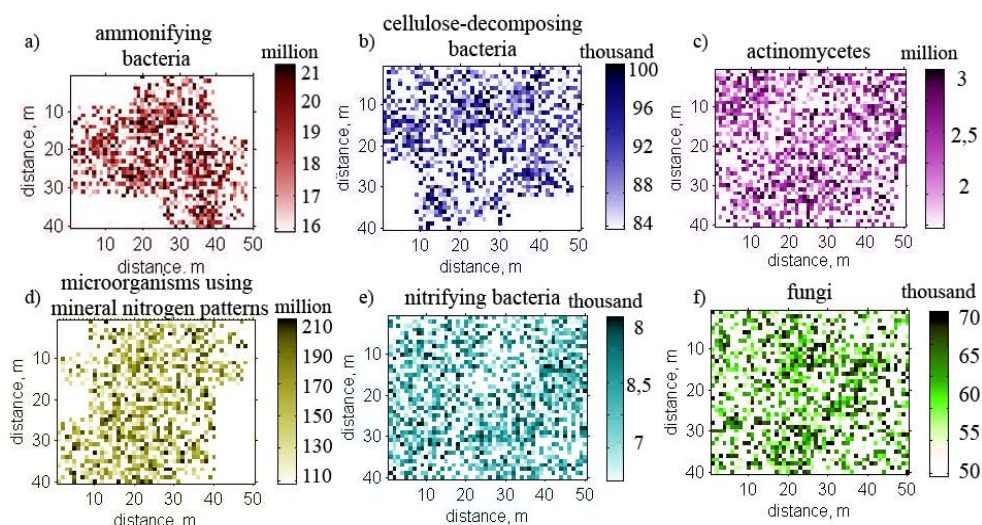 a)
ammonifying
bacteria
million
21
20
19
18
17
16
distance, m
10
20
30
40
10 20 30 40 50
distance, m
b)
cellulose-decomposing
bacteria
thousand
100
96
92
88
84
distance, m
10
20
30
40
10 20 30 40 50
distance, m
c)
actinomycetes
million
3
2,5
2
distance, m
10
20
30
40
10 20 30 40 50
distance, m
d)
microorganisms using
mineral nitrogen patterns
million
210
190
170
150
130
110
distance, m
10
20
30
40
10 20 30 40 50
distance, m
e)
nitrifying bacteria
thousand
8
8,5
7
distance, m
10
20
30
40
10 20 30 40 50
distance, m
f)
fungi
thousand
70
65
60
55
50
distance, m
10
20
30
40
10 20 30 40 50
distance, m